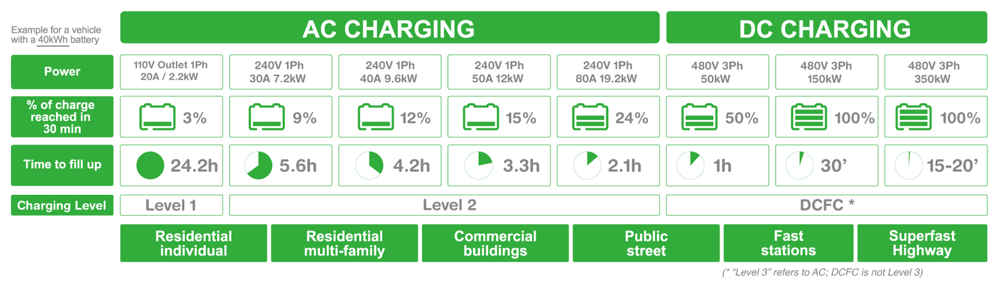 AC CHARGING
DC CHARGING
Example for a vehicle
with a 40kWh battery
Power
110V Outlet 1Ph
20A / 2.2kW
240V 1Ph
30A 7.2kW
240V 1Ph
40A 9.6kW
240V 1Ph
50A 12kW
240V 1Ph
80A 19.2kW
480V 3Ph
50kW
480V 3Ph
150kW
480V 3Ph
350kW
% of charge
reached in
30 min
3%
9%
12%
15%
24%
50%
100%
100%
Time to fill up
24.2h
5.6h
4.2h
3.3h
2.1h
1h
30’
15-20’
Charging Level
Level 1
Level 2
DCFC *
Residential
individual
Residential
multi-family
Commercial
buildings
Public
street
Fast
stations
Superfast
Highway
(* “Level 3” refers to AC; DCFC is not Level 3)